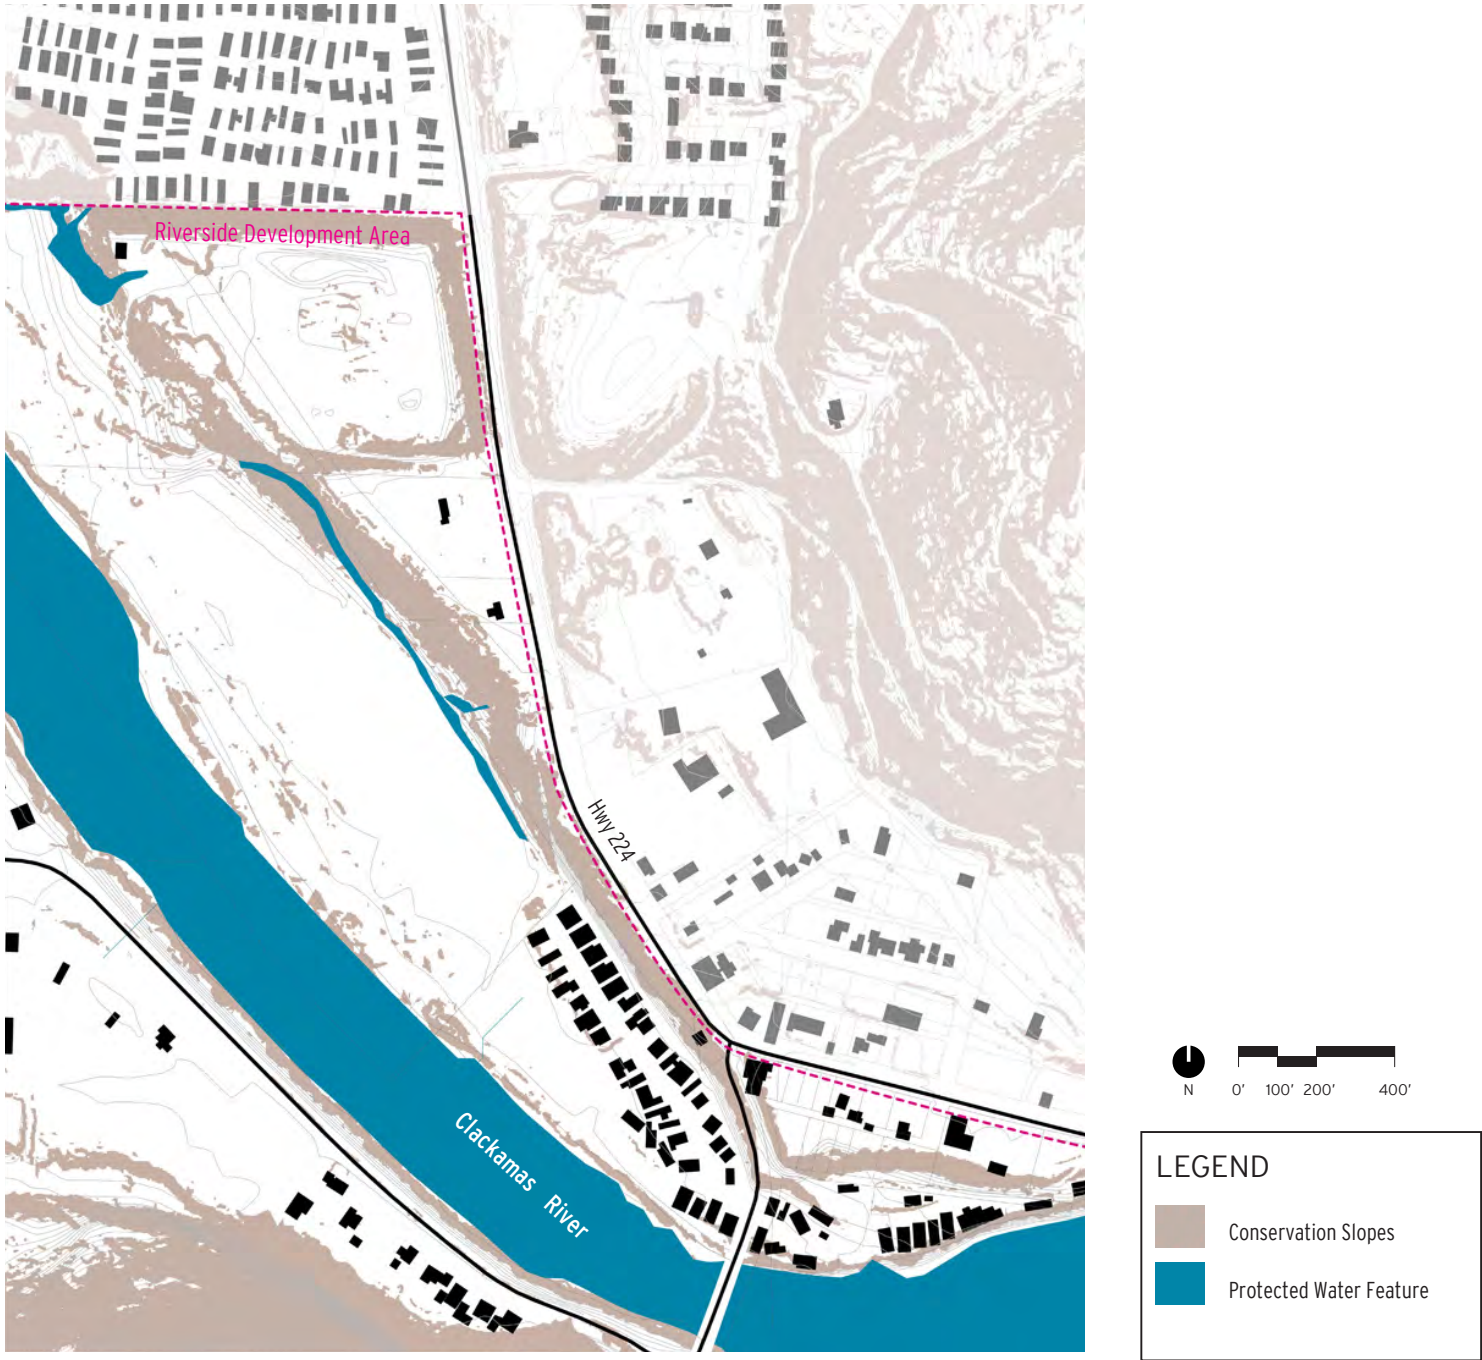 Riverside Development Area
Hwy 224
Clackamas River
N
0' 100' 200' 400'
LEGEND
Conservation Slopes
Protected Water Feature